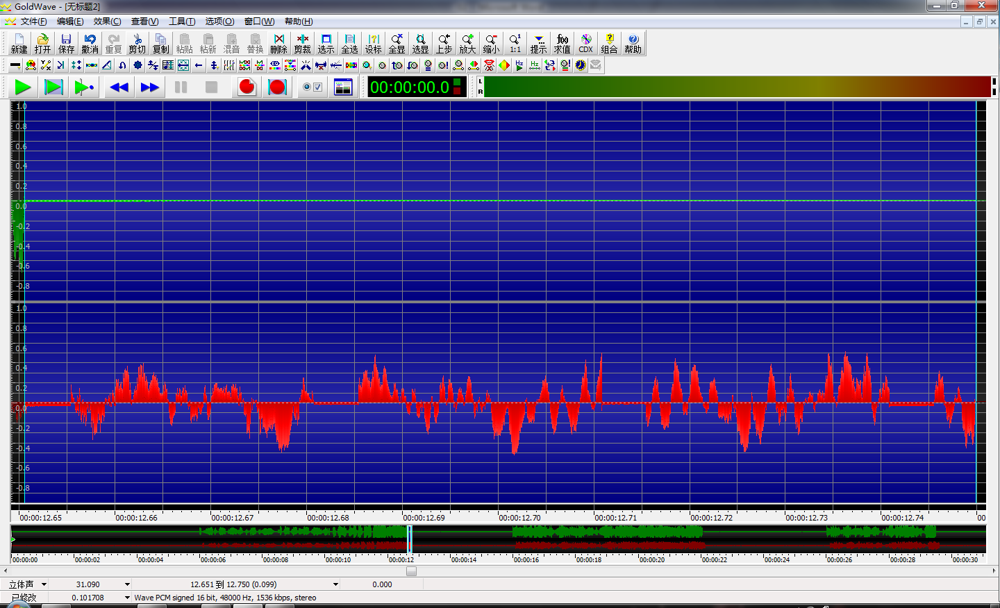 GoldWave - [无标题2]
文件(F) 编辑(E) 效果(C) 查看(V) 工具(T) 选项(O) 窗口(W) 帮助(H)
新建 打开 保存 撤消 重复 剪切 复制 粘贴 粘新 混音 替换 删除 剪裁 选示 全选 设标 全显 选显 上步 放大 缩小 1:1 提示 求值 CDX 组合 帮助
00:00:00.0
L
R
1.0
0.8
0.6
0.4
0.2
0.0
-0.2
-0.4
-0.6
-0.8
1.0
0.8
0.6
0.4
0.2
0.0
-0.2
-0.4
-0.6
-0.8
00:00:12.65 00:00:12.66 00:00:12.67 00:00:12.68 00:00:12.69 00:00:12.70 00:00:12.71 00:00:12.72 00:00:12.73 00:00:12.74 00
00:00:00 00:00:02 00:00:04 00:00:06 00:00:08 00:00:10 00:00:12 00:00:14 00:00:16 00:00:18 00:00:20 00:00:22 00:00:24 00:00:26 00:00:28 00:00:30
立体声 31.090 12.651 到 12.750 (0.099) 0.000
已修改 0.101708 Wave PCM signed 16 bit, 48000 Hz, 1536 kbps, stereo